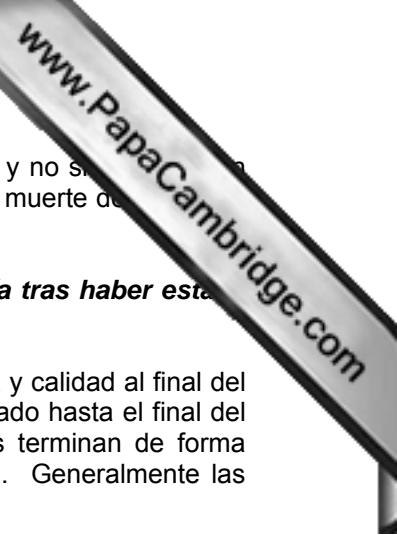 www.PapaCambridge.com
y no
muerte
a tras haber
y calidad al final del
ado hasta el final del
s terminan de forma
. Generalmente las